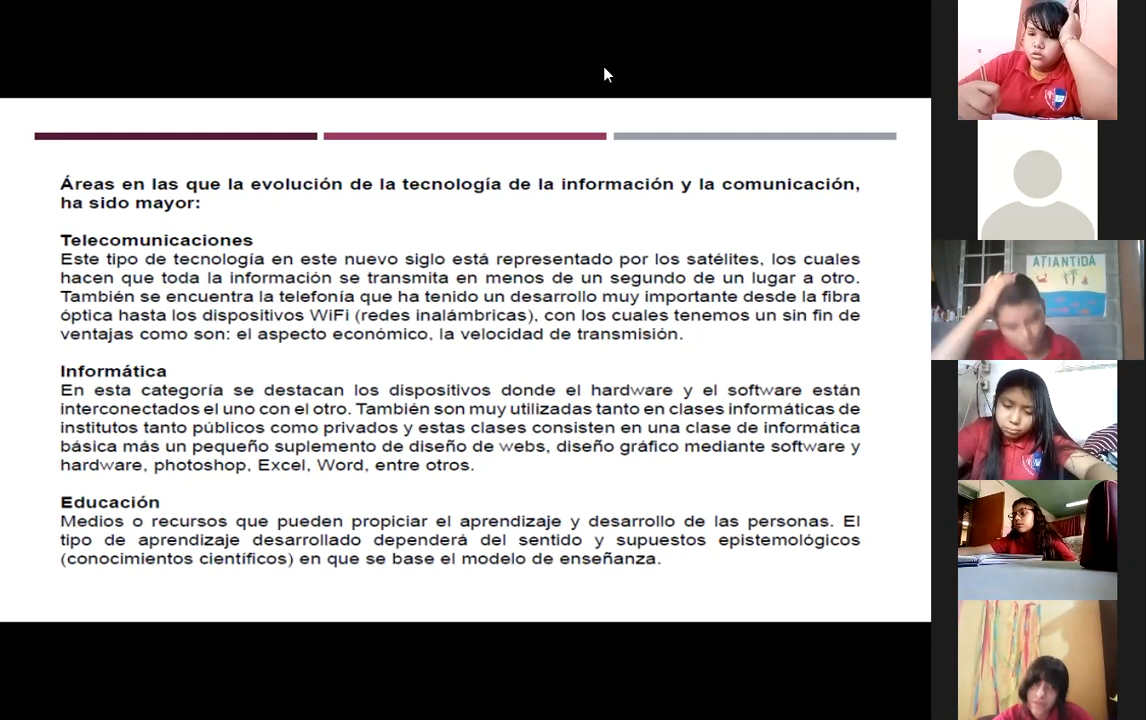 Áreas en las que la evolución de la tecnología de la información y la comunicación,
ha sido mayor:
Telecomunicaciones
Este tipo de tecnología en este nuevo siglo está representado por los satélites, los cuales
hacen que toda la información se transmita en menos de un segundo de un lugar a otro.
También se encuentra la telefonía que ha tenido un desarrollo muy importante desde la fibra
óptica hasta los dispositivos WiFi (redes inalámbricas), con los cuales tenemos un sin fin de
ventajas como son: el aspecto económico, la velocidad de transmisión.
Informática
En esta categoría se destacan los dispositivos donde el hardware y el software están
interconectados el uno con el otro. También son muy utilizadas tanto en clases informáticas de
institutos tanto públicos como privados y estas clases consisten en una clase de informática
básica más un pequeño suplemento de diseño de webs, diseño gráfico mediante software y
hardware, photoshop, Excel, Word, entre otros.
Educación
Medios o recursos que pueden propiciar el aprendizaje y desarrollo de las personas. El
tipo de aprendizaje desarrollado dependerá del sentido y supuestos epistemológicos
(conocimientos científicos) en que se base el modelo de enseñanza.
ATIANTIDA